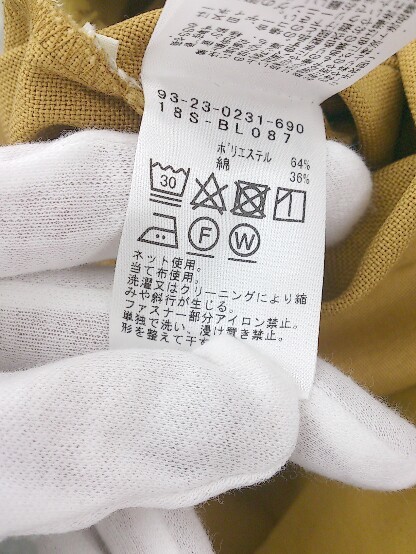 93-23-0231-690
18S-BL087
ポリエステル 64%
綿 36%
30
F W
ネット使用。
当て布使用。
洗濯又はクリーニングにより縮
みや斜行が生じる。
ファスナー部分アイロン禁止。
単独で洗い、浸け置き禁止。
形を整えて干す